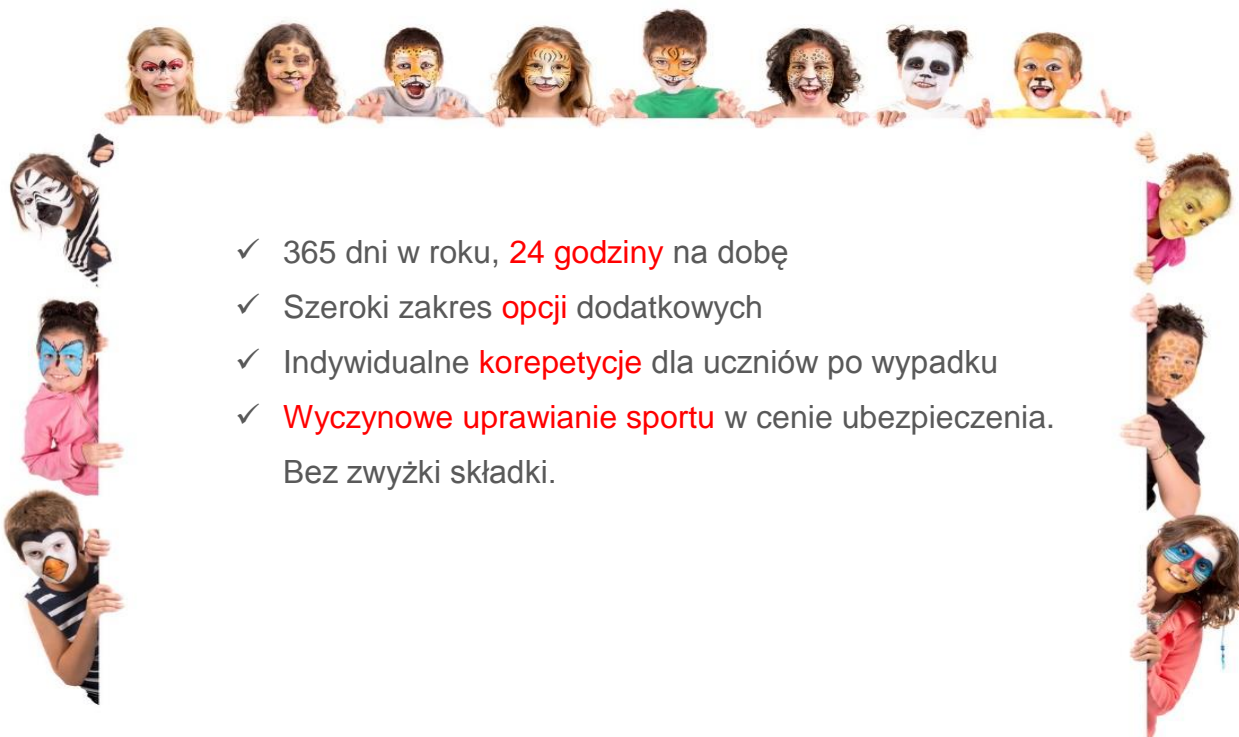 ✓ 365 dni w roku, 24 godziny na dobę
✓ Szeroki zakres opcji dodatkowych
✓ Indywidualne korepetycje dla uczniów po wypadku
✓ Wyczynowe uprawianie sportu w cenie ubezpieczenia.
Bez zwyżki składki.